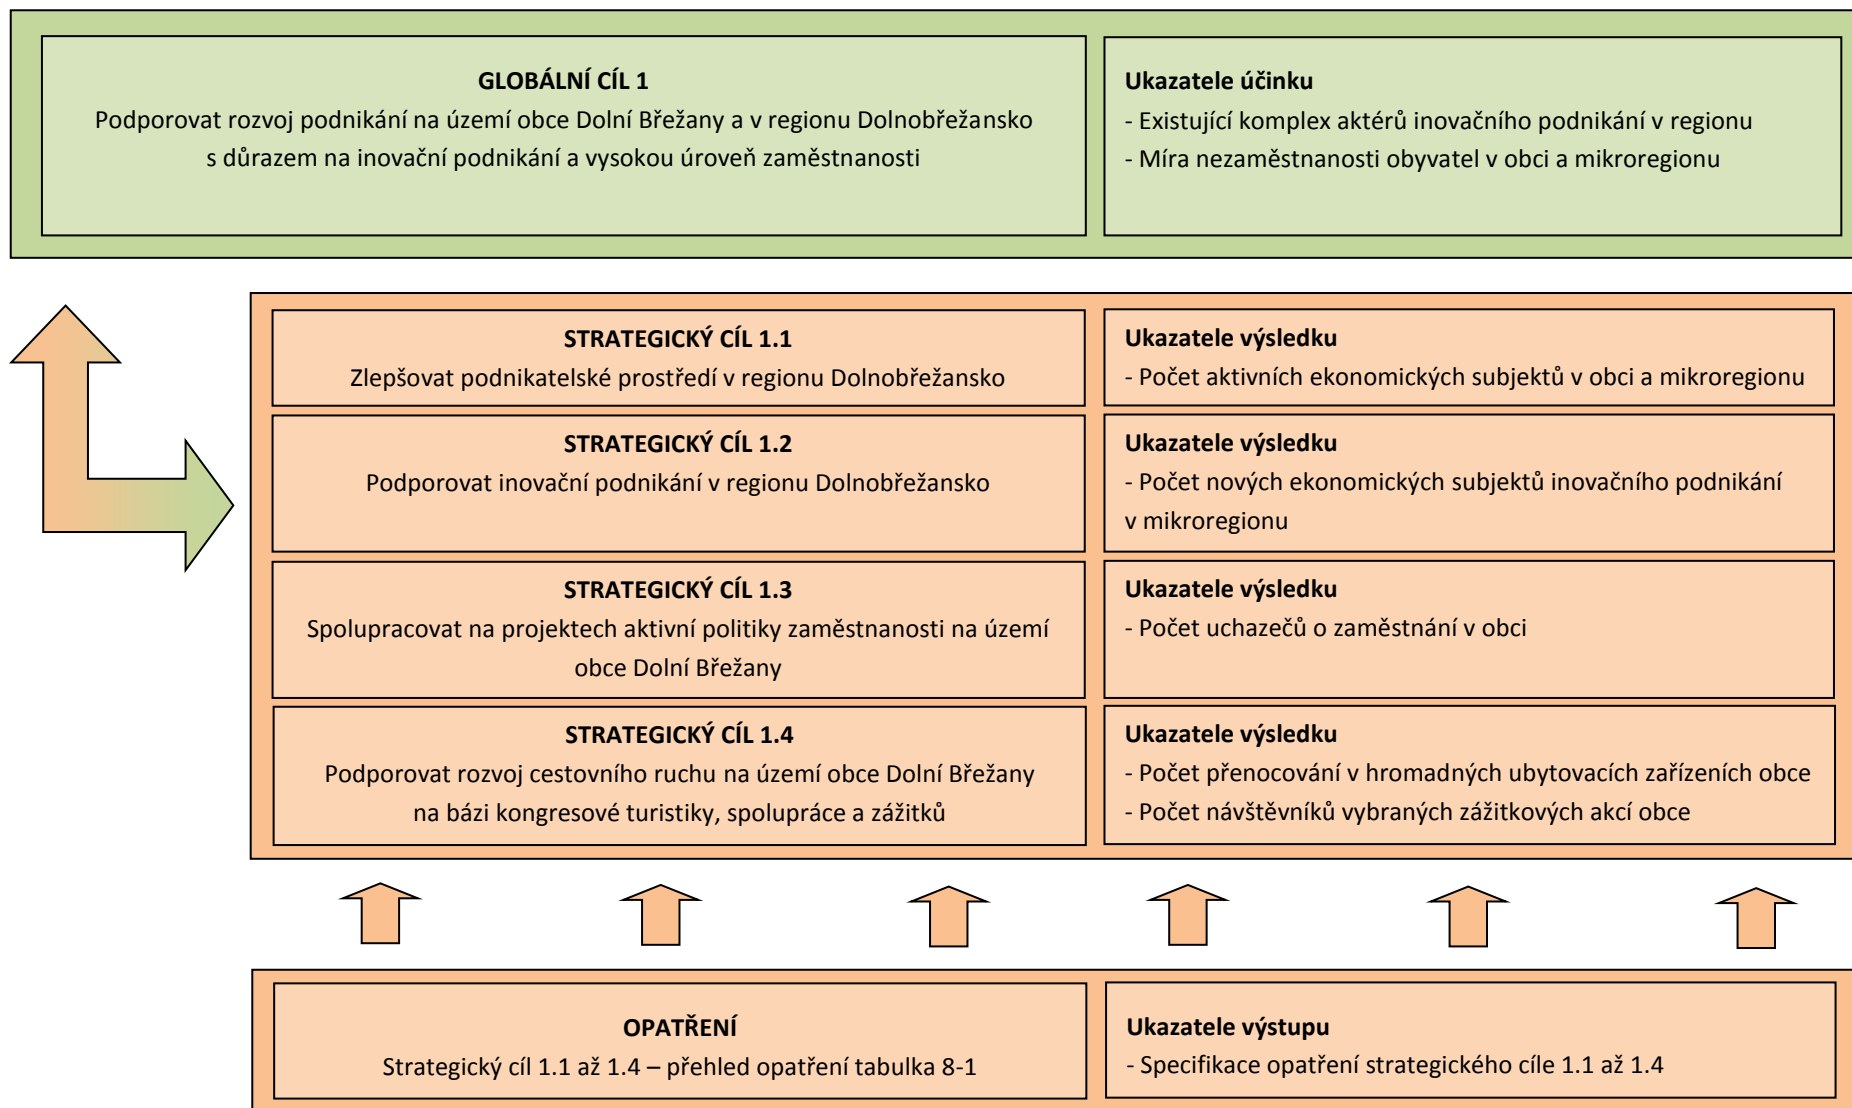 GLOBÁLNÍ CÍL 1
Podporovat rozvoj podnikání na území obce Dolní Břežany a v regionu Dolnobřežansko
s důrazem na inovační podnikání a vysokou úroveň zaměstnanosti
Ukazatele účinku
- Existující komplex aktérů inovačního podnikání v regionu
- Míra nezaměstnanosti obyvatel v obci a mikroregionu
STRATEGICKÝ CÍL 1.1
Zlepšovat podnikatelské prostředí v regionu Dolnobřežansko
Ukazatele výsledku
- Počet aktivních ekonomických subjektů v obci a mikroregionu
STRATEGICKÝ CÍL 1.2
Podporovat inovační podnikání v regionu Dolnobřežansko
Ukazatele výsledku
- Počet nových ekonomických subjektů inovačního podnikání
v mikroregionu
STRATEGICKÝ CÍL 1.3
Spolupracovat na projektech aktivní politiky zaměstnanosti na území
obce Dolní Břežany
Ukazatele výsledku
- Počet uchazečů o zaměstnání v obci
STRATEGICKÝ CÍL 1.4
Podporovat rozvoj cestovního ruchu na území obce Dolní Břežany
na bázi kongresové turistiky, spolupráce a zážitků
Ukazatele výsledku
- Počet přenocování v hromadných ubytovacích zařízeních obce
- Počet návštěvníků vybraných zážitkových akcí obce
OPATŘENÍ
Strategický cíl 1.1 až 1.4 – přehled opatření tabulka 8-1
Ukazatele výstupu
- Specifikace opatření strategického cíle 1.1 až 1.4